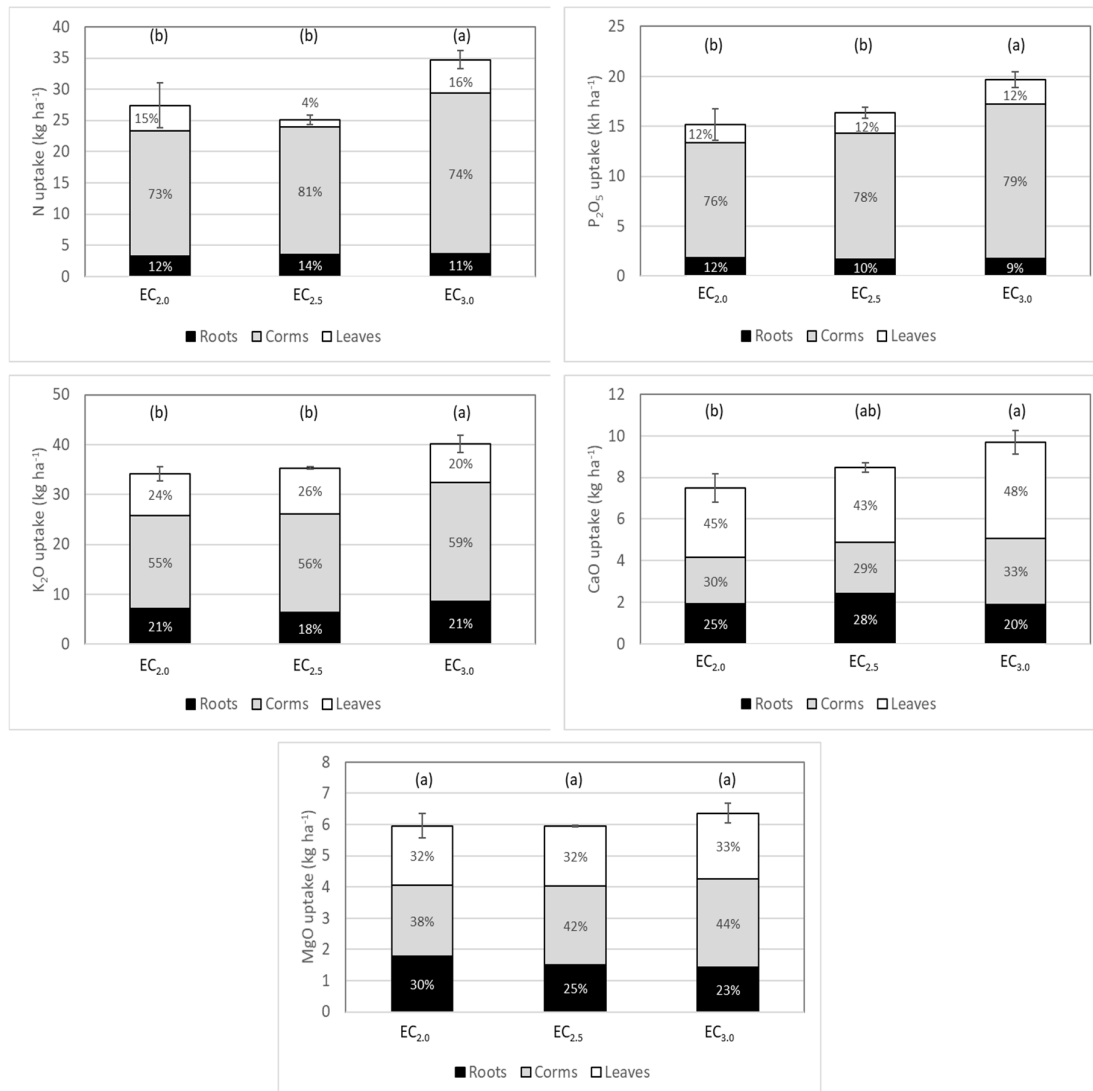 N uptake (kg ha⁻¹)
40
35
30
25
20
15
10
5
0
(b) (b) (a)
15% 4% 16%
73% 81% 74%
12% 14% 11%
EC₂.₀ EC₂.₅ EC₃.₀
Roots Corms Leaves
P₂O₅ uptake (kh ha⁻¹)
25
20
15
10
5
0
(b) (b) (a)
12% 12% 12%
76% 78% 79%
12% 10% 9%
EC₂.₀ EC₂.₅ EC₃.₀
Roots Corms Leaves
K₂O uptake (kg ha⁻¹)
50
40
30
20
10
0
(b) (b) (a)
24% 26% 20%
55% 56% 59%
21% 18% 21%
EC₂.₀ EC₂.₅ EC₃.₀
Roots Corms Leaves
CaO uptake (kg ha⁻¹)
12
10
8
6
4
2
0
(b) (ab) (a)
45% 43% 48%
30% 29% 33%
25% 28% 20%
EC₂.₀ EC₂.₅ EC₃.₀
Roots Corms Leaves
MgO uptake (kg ha⁻¹)
8
7
6
5
4
3
2
1
0
(a) (a) (a)
32% 32% 33%
38% 42% 44%
30% 25% 23%
EC₂.₀ EC₂.₅ EC₃.₀
Roots Corms Leaves